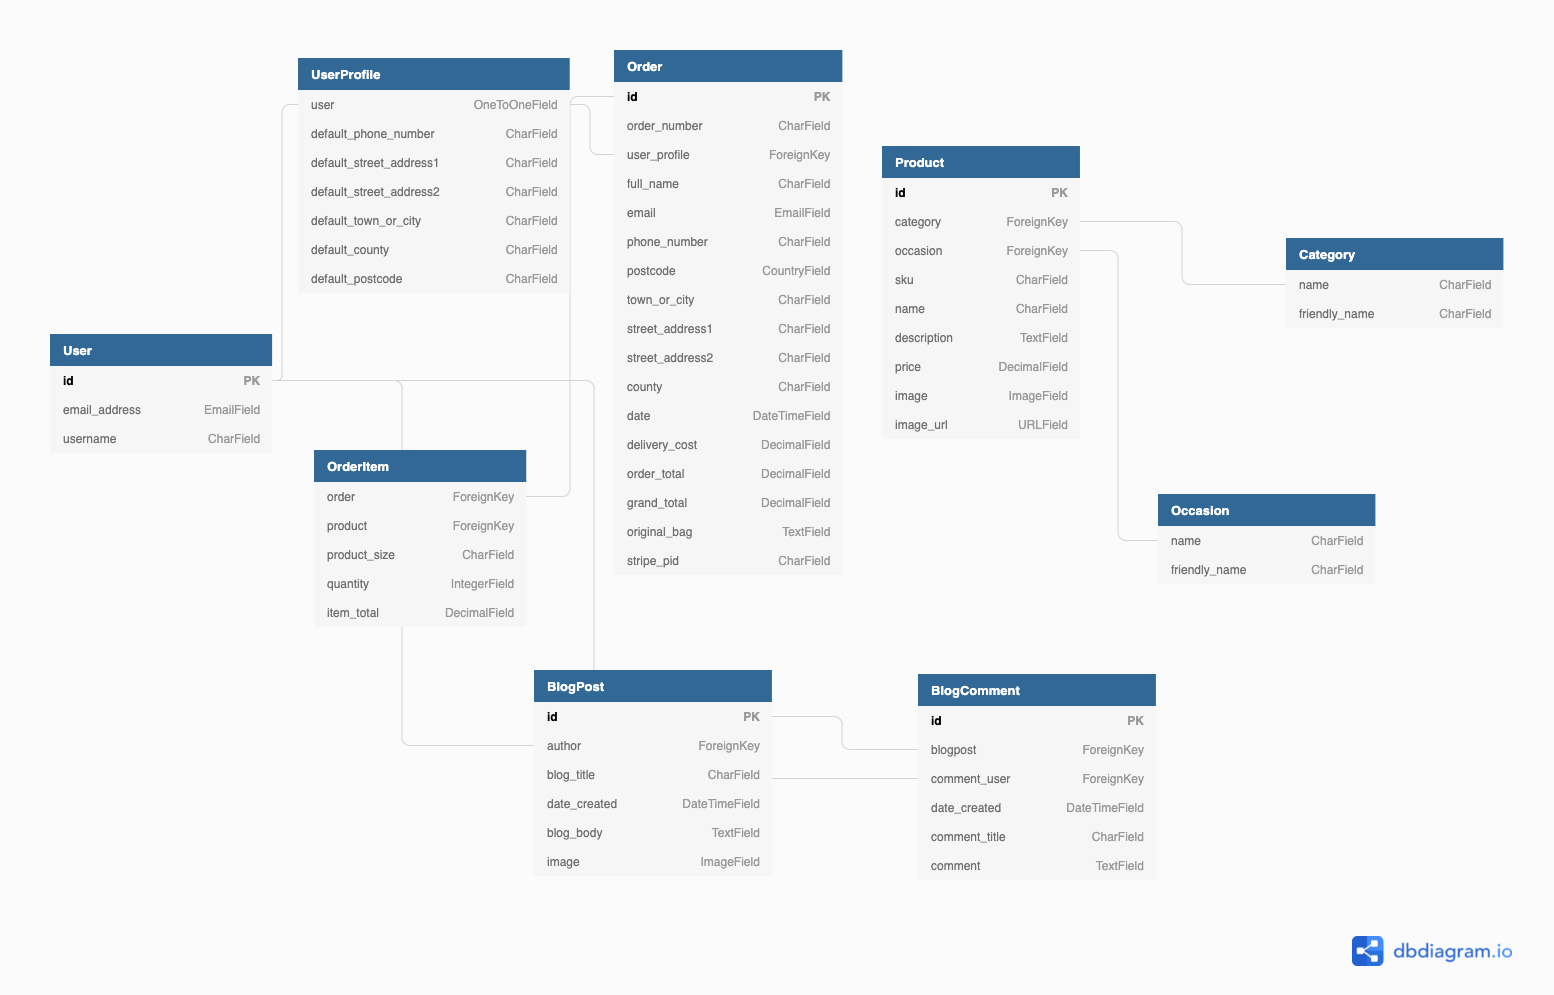 UserProfile
user OneToOneField
default_phone_number CharField
default_street_address1 CharField
default_street_address2 CharField
default_town_or_city CharField
default_county CharField
default_postcode CharField
Order
id PK
order_number CharField
user_profile ForeignKey
full_name CharField
email EmailField
phone_number CharField
postcode CountryField
town_or_city CharField
street_address1 CharField
street_address2 CharField
county CharField
date DateTimeField
delivery_cost DecimalField
order_total DecimalField
grand_total DecimalField
original_bag TextField
stripe_pid CharField
Product
id PK
category ForeignKey
occasion ForeignKey
sku CharField
name CharField
description TextField
price DecimalField
image ImageField
image_url URLField
Category
name CharField
friendly_name CharField
User
id PK
email_address EmailField
username CharField
OrderItem
order ForeignKey
product ForeignKey
product_size CharField
quantity IntegerField
item_total DecimalField
Occasion
name CharField
friendly_name CharField
BlogPost
id PK
author ForeignKey
blog_title CharField
date_created DateTimeField
blog_body TextField
image ImageField
BlogComment
id PK
blogpost ForeignKey
comment_user ForeignKey
date_created DateTimeField
comment_title CharField
comment TextField
dbdiagram.io